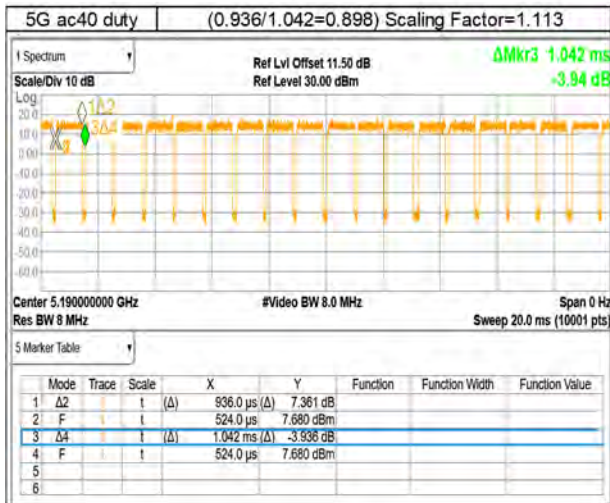 5G ac40 duty (0.936/1.042=0.898) Scaling Factor=1.113
1 Spectrum
Ref Lvl Offset 11.50 dB
ΔMkr3 1.042 ms
Scale/Div 10 dB
Ref Level 30.00 dBm
-3.94 dB
Log
20.0
1Δ2
3Δ4
10.0
0.00
-10.0
-20.0
-30.0
-40.0
-50.0
-60.0
Center 5.190000000 GHz
#Video BW 8.0 MHz
Span 0 Hz
Res BW 8 MHz
Sweep 20.0 ms (10001 pts)
5 Marker Table
Mode Trace Scale X Y Function Function Width Function Value
1 Δ2 1 t (Δ) 936.0 µs (Δ) 7.361 dB
2 F 1 t 524.0 µs 7.680 dBm
3 Δ4 1 t (Δ) 1.042 ms (Δ) -3.936 dB
4 F 1 t 524.0 µs 7.680 dBm
5
6